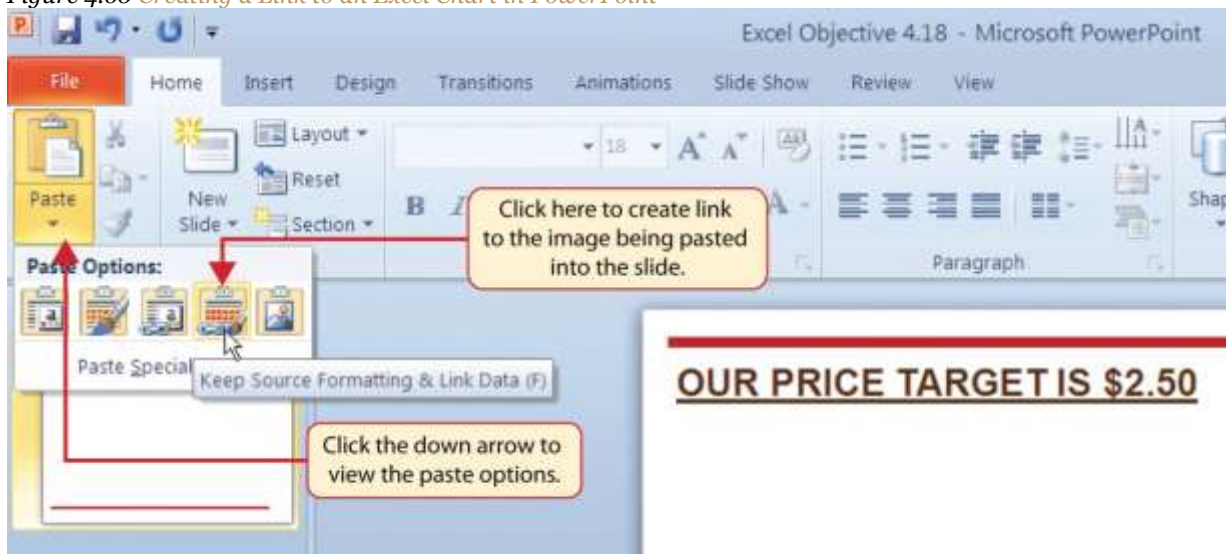 Figure 4.66 Creating a Link to an Excel Chart in PowerPoint
Excel Objective 4.18 - Microsoft PowerPoint
File Home Insert Design Transitions Animations Slide Show Review View
Paste
New
Slide
Layout
Reset
Section
18
A A
B I
A
Paragraph
Click here to create link
to the image being pasted
into the slide.
Paste Options:
Paste Special
Keep Source Formatting & Link Data (F)
Click the down arrow to
view the paste options.
OUR PRICE TARGET IS $2.50